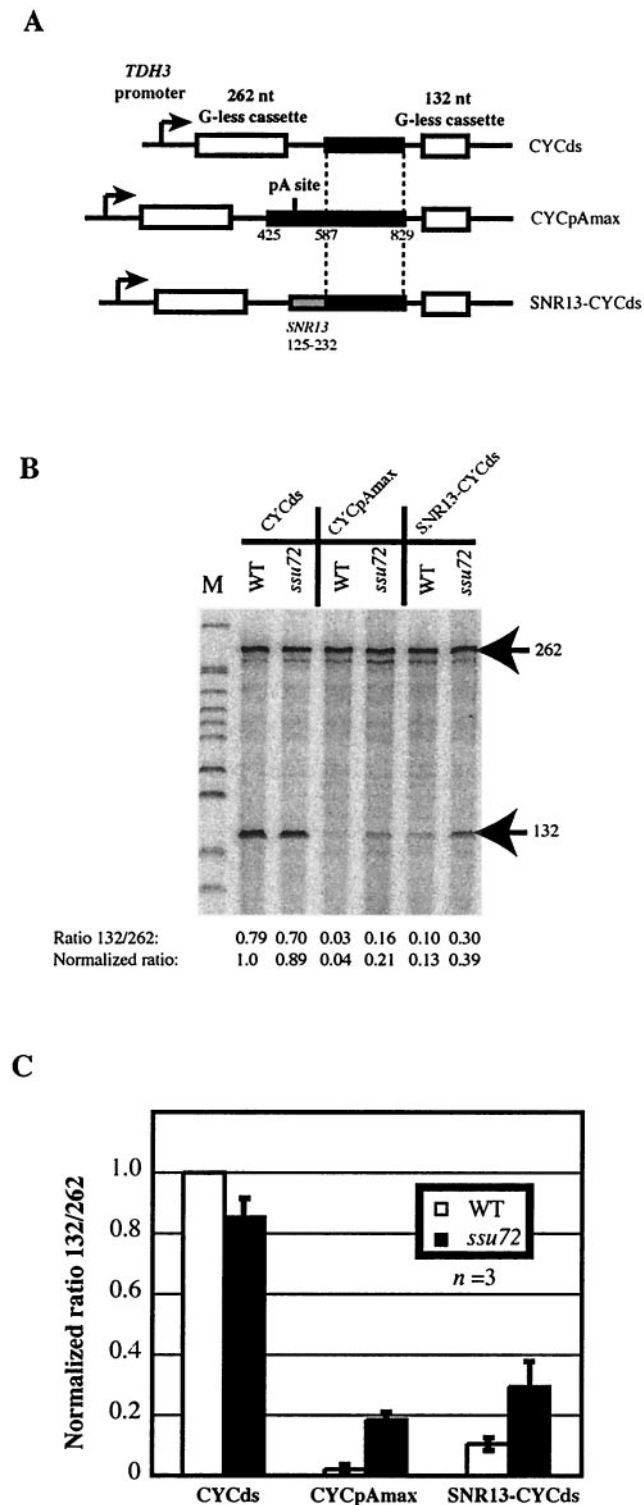 A
TDH3
promoter
262 nt
G-less cassette
132 nt
G-less cassette
CYCds
pA site
425
587
829
CYCpAmax
SNR13
125-232
SNR13-CYCds
B
CYCds
CYCpAmax
SNR13-CYCds
M
WT
ssu72
WT
ssu72
WT
ssu72
262
132
Ratio 132/262: 0.79 0.70 0.03 0.16 0.10 0.30
Normalized ratio: 1.0 0.89 0.04 0.21 0.13 0.39
C
Normalized ratio 132/262
1.0
0.8
0.6
0.4
0.2
0
WT
ssu72
n =3
CYCds
CYCpAmax
SNR13-CYCds